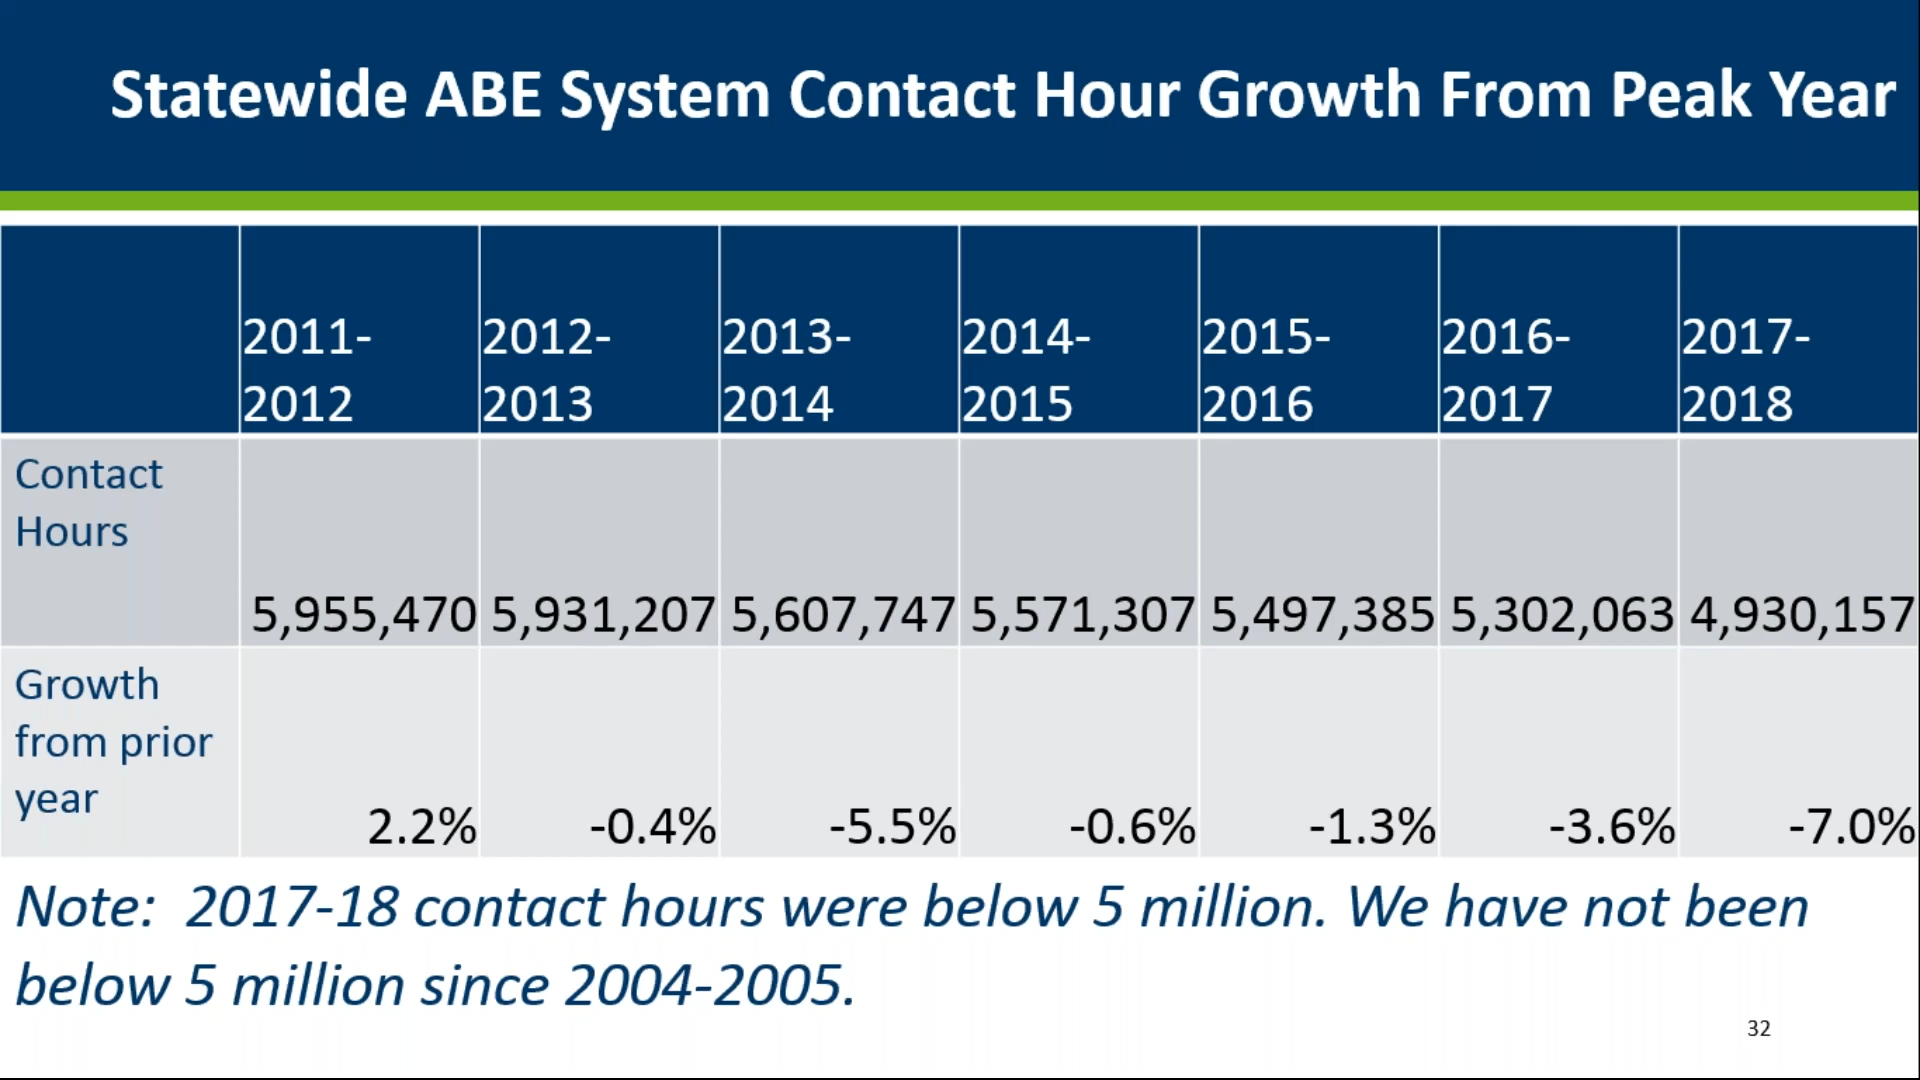 Statewide ABE System Contact Hour Growth From Peak Year
2011- 2012- 2013- 2014- 2015- 2016- 2017-
2012 2013 2014 2015 2016 2017 2018
Contact
Hours
5,955,470 5,931,207 5,607,747 5,571,307 5,497,385 5,302,063 4,930,157
Growth
from prior
year
2.2% -0.4% -5.5% -0.6% -1.3% -3.6% -7.0%
Note: 2017-18 contact hours were below 5 million. We have not been
below 5 million since 2004-2005.
32